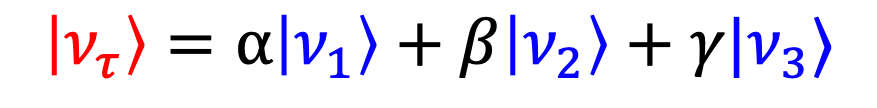 |ν_τ⟩ = α|ν_1⟩ + β|ν_2⟩ + γ|ν_3⟩